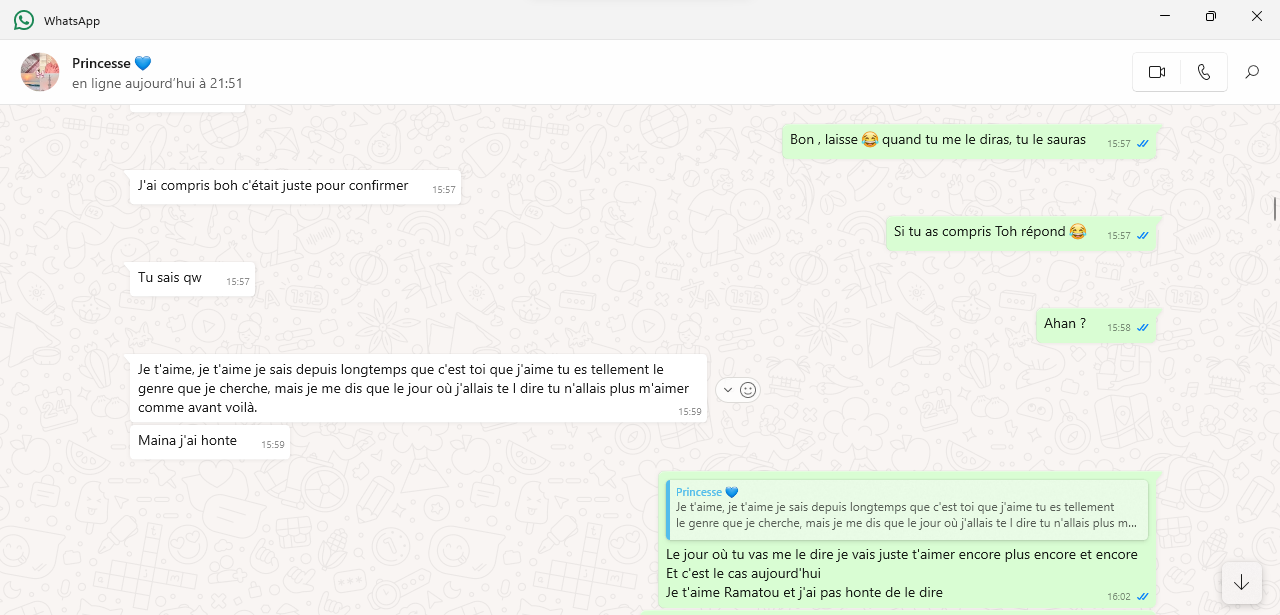 WhatsApp
Princesse 💙
en ligne aujourd'hui à 21:51
Bon , laisse 😂 quand tu me le diras, tu le sauras 15:57
J'ai compris boh c'était juste pour confirmer 15:57
Si tu as compris Toh répond 😂 15:57
Tu sais qw 15:57
Ahan ? 15:58
Je t'aime, je t'aime je sais depuis longtemps que c'est toi que j'aime tu es tellement le
genre que je cherche, mais je me dis que le jour où j'allais te l dire tu n'allais plus m'aimer
comme avant voilà. 15:59
Maina j'ai honte 15:59
Princesse 💙
Je t'aime, je t'aime je sais depuis longtemps que c'est toi que j'aime tu es tellement
le genre que je cherche, mais je me dis que le jour où j'allais te l dire tu n'allais plus m...
Le jour où tu vas me le dire je vais juste t'aimer encore plus encore et encore
Et c'est le cas aujourd'hui
Je t'aime Ramatou et j'ai pas honte de le dire 16:02